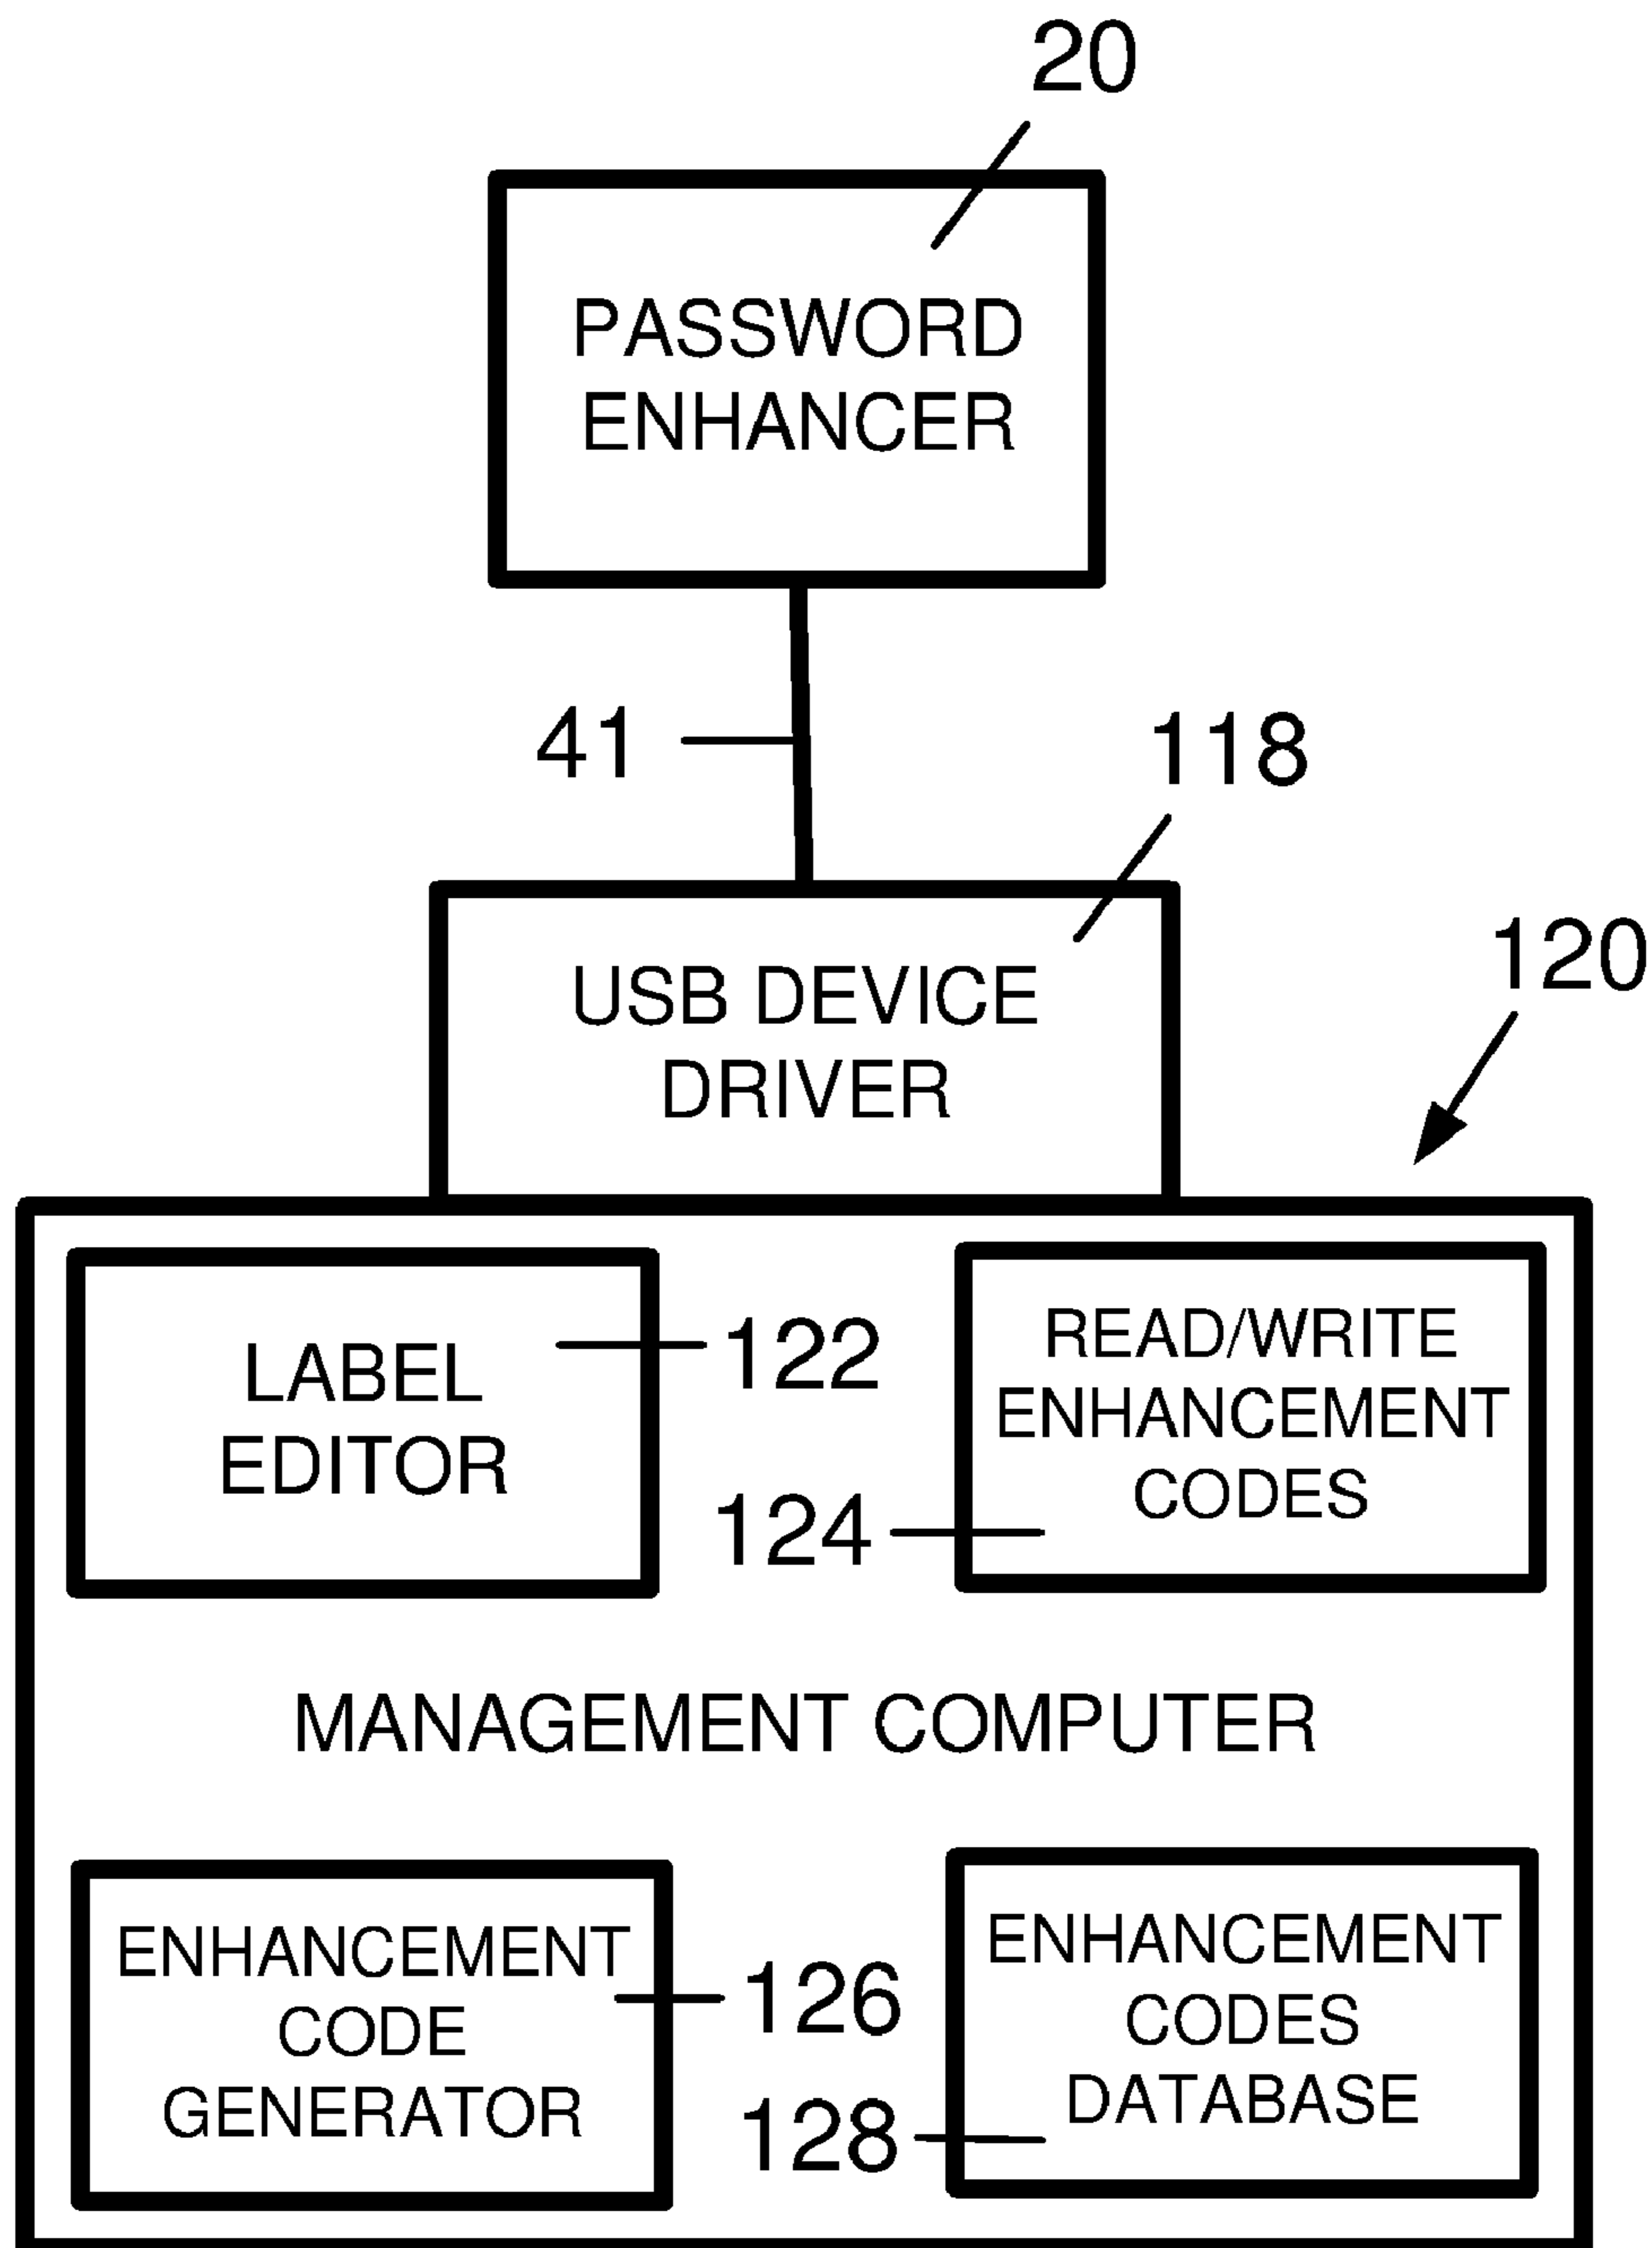 20
PASSWORD
ENHANCER
41
118
USB DEVICE
DRIVER
120
LABEL
EDITOR
122
READ/WRITE
ENHANCEMENT
CODES
124
MANAGEMENT COMPUTER
ENHANCEMENT
CODE
GENERATOR
126
ENHANCEMENT
CODES
DATABASE
128